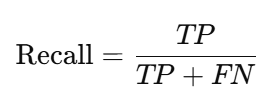 Recall = TP / TP + FN